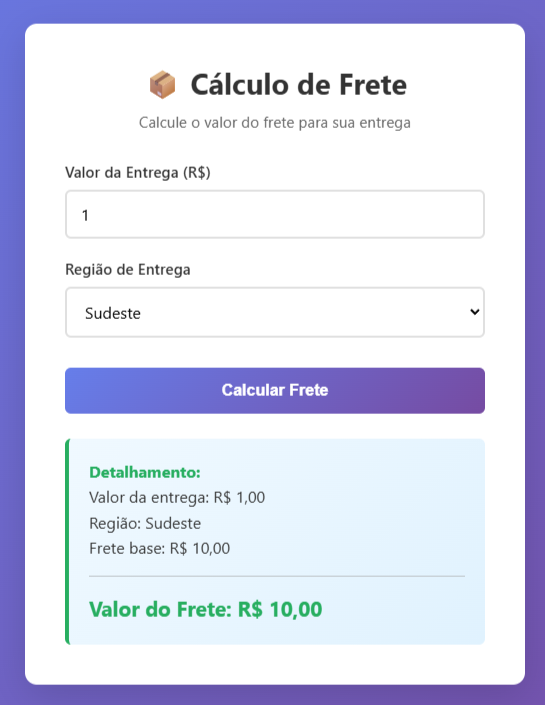 Cálculo de Frete
Calcule o valor do frete para sua entrega
Valor da Entrega (R$)
1
Região de Entrega
Sudeste
Calcular Frete
Detalhamento:
Valor da entrega: R$ 1,00
Região: Sudeste
Frete base: R$ 10,00
Valor do Frete: R$ 10,00